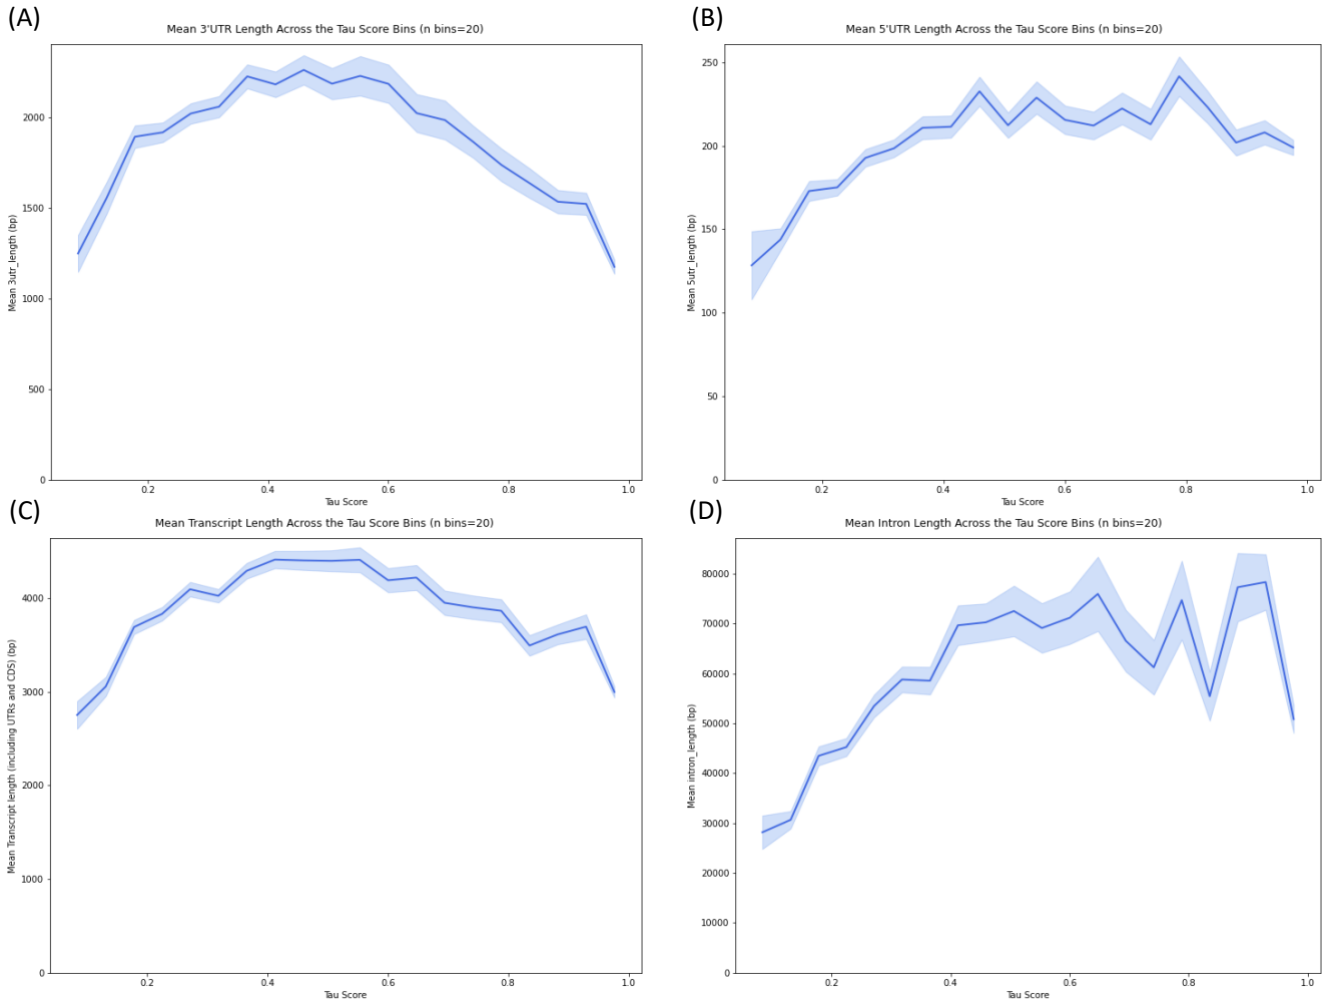 (A)
Mean 3'UTR Length Across the Tau Score Bins (n bins=20)
Mean 3utr_length (bp)
2000
1500
1000
500
0
0.2 0.4 0.6 0.8 1.0
Tau Score
(B)
Mean 5'UTR Length Across the Tau Score Bins (n bins=20)
Mean 5utr_length (bp)
250
200
150
100
50
0
0.2 0.4 0.6 0.8 1.0
Tau Score
(C)
Mean Transcript Length Across the Tau Score Bins (n bins=20)
Mean Transcript length (including UTRs and CDS) (bp)
4000
3000
2000
1000
0
0.2 0.4 0.6 0.8 1.0
Tau Score
(D)
Mean Intron Length Across the Tau Score Bins (n bins=20)
Mean intron_length (bp)
80000
70000
60000
50000
40000
30000
20000
10000
0
0.2 0.4 0.6 0.8 1.0
Tau Score